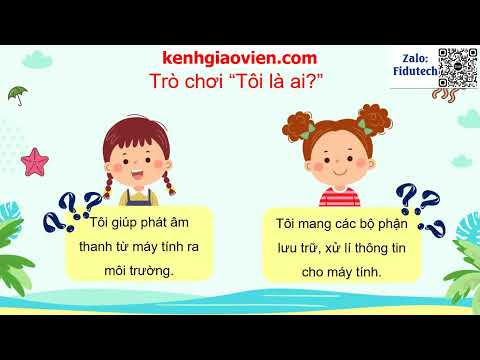 kenhgiaovien.com
Zalo:
Fidutech
Trò chơi “Tôi là ai?”
???
Tôi giúp phát âm
thanh từ máy tính ra
môi trường.
???
Tôi mang các bộ phận
lưu trữ, xử lí thông tin
cho máy tính.
???